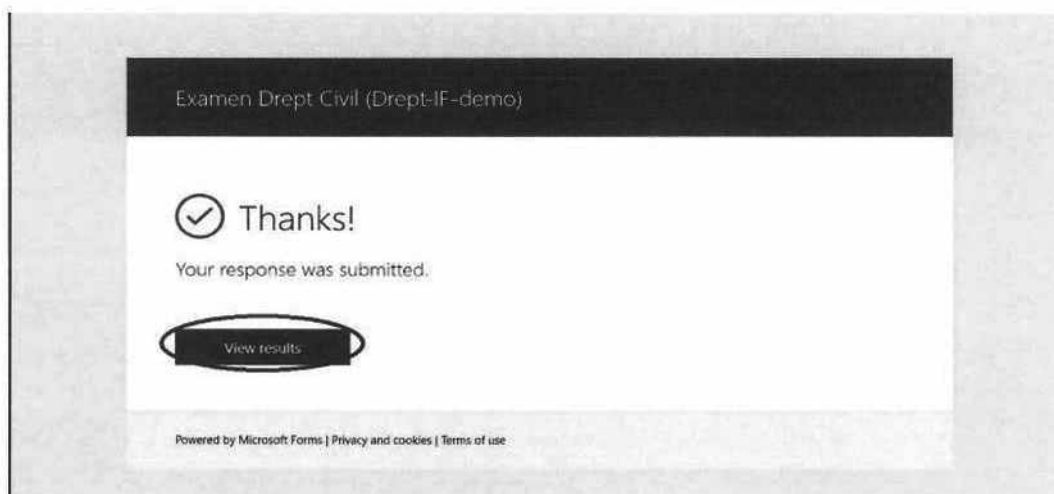 Examen Drept Civil (Drept-IF-demo)
Thanks!
Your response was submitted.
View results
Powered by Microsoft Forms | Privacy and cookies | Terms of use